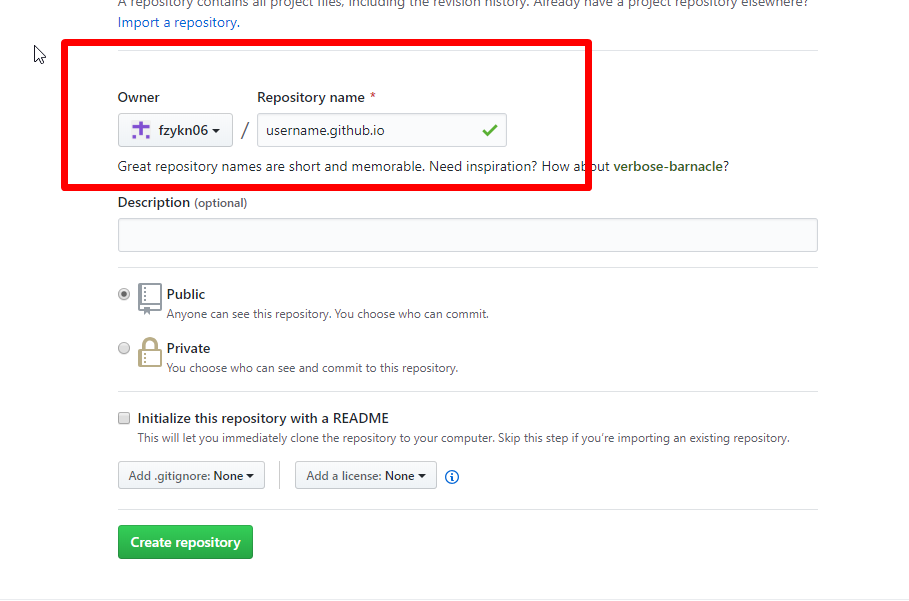 A repository contains all project files, including the revision history. Already have a project repository elsewhere?
Import a repository.
Owner
Repository name *
fzykn06
/
username.github.io
Great repository names are short and memorable. Need inspiration? How about verbose-barnacle?
Description (optional)
Public
Anyone can see this repository. You choose who can commit.
Private
You choose who can see and commit to this repository.
Initialize this repository with a README
This will let you immediately clone the repository to your computer. Skip this step if you’re importing an existing repository.
Add .gitignore: None
Add a license: None
Create repository